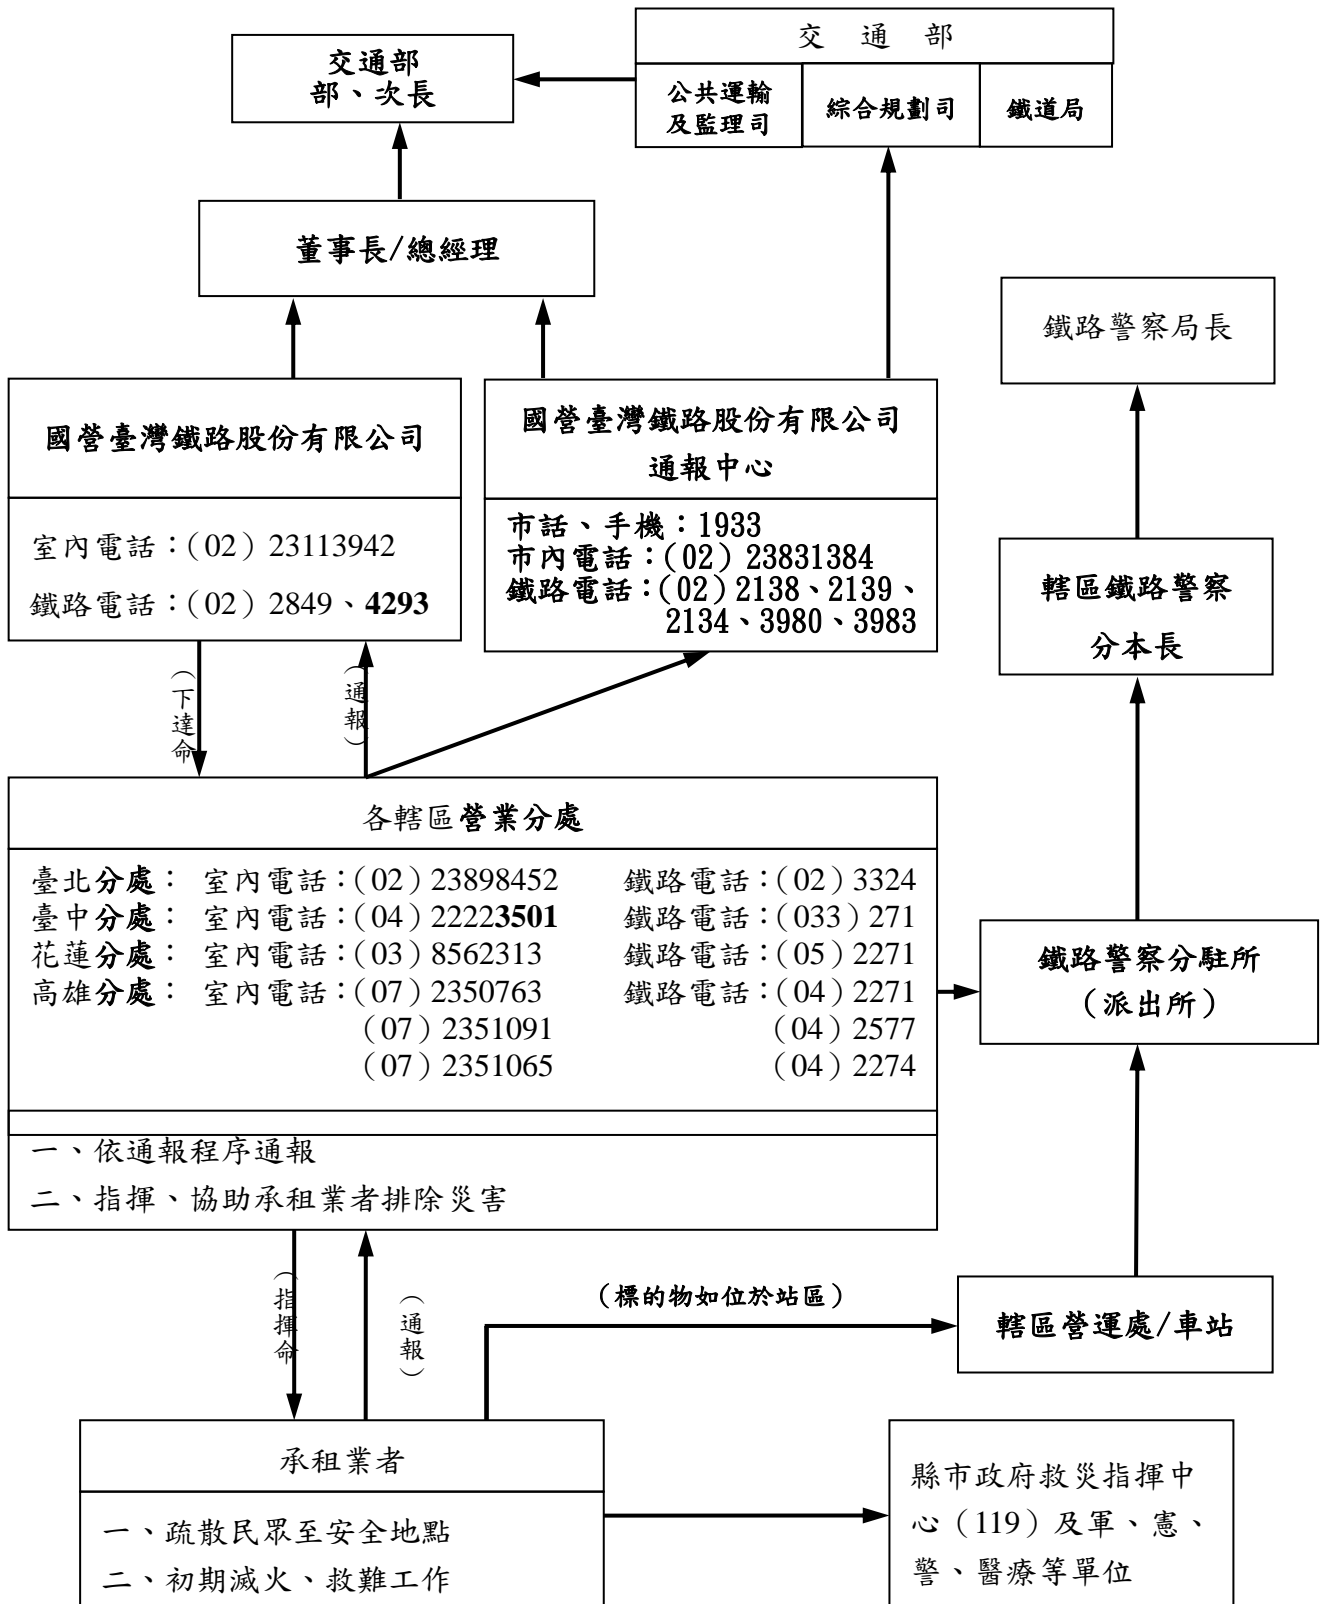 交通部
部、次長
交 通 部
公共運輸
及監理司
綜合規劃司
鐵道局
董事長/總經理
鐵路警察局長
國營臺灣鐵路股份有限公司
室內電話：(02) 23113942
鐵路電話：(02) 2849、4293
國營臺灣鐵路股份有限公司
通報中心
市話、手機：1933
市內電話：(02) 23831384
鐵路電話：(02) 2138、2139、
2134、3980、3983
轄區鐵路警察
分本長
（下達命
（通報）
各轄區營業分處
臺北分處： 室內電話：(02) 23898452 鐵路電話：(02) 3324
臺中分處： 室內電話：(04) 22223501 鐵路電話：(033) 271
花蓮分處： 室內電話：(03) 8562313 鐵路電話：(05) 2271
高雄分處： 室內電話：(07) 2350763 鐵路電話：(04) 2271
(07) 2351091 (04) 2577
(07) 2351065 (04) 2274
一、依通報程序通報
二、指揮、協助承租業者排除災害
鐵路警察分駐所
（派出所）
（指揮命
（通報）
（標的物如位於站區）
轄區營運處/車站
承租業者
一、疏散民眾至安全地點
二、初期滅火、救難工作
縣市政府救災指揮中
心（119）及軍、憲、
警、醫療等單位